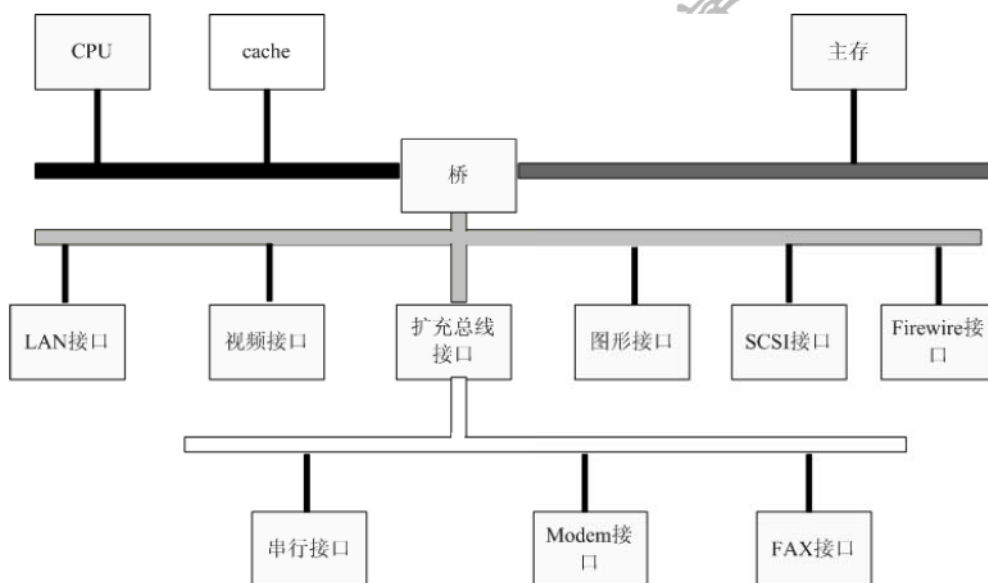 CPU
cache
主存
桥
LAN接口
视频接口
扩充总线
接口
图形接口
SCSI接口
Firewire接
口
串行接口
Modem接
口
FAX接口